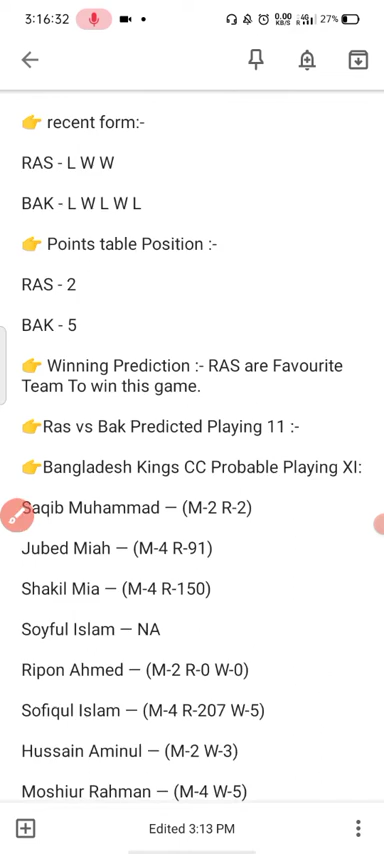 3:16:32
0.00 KB/S
4G R
27%
👉 recent form:-
RAS - L W W
BAK - L W L W L
👉 Points table Position :-
RAS - 2
BAK - 5
👉 Winning Prediction :- RAS are Favourite
Team To win this game.
👉Ras vs Bak Predicted Playing 11 :-
👉Bangladesh Kings CC Probable Playing XI:
Saqib Muhammad — (M-2 R-2)
Jubed Miah — (M-4 R-91)
Shakil Mia — (M-4 R-150)
Soyful Islam — NA
Ripon Ahmed — (M-2 R-0 W-0)
Sofiqul Islam — (M-4 R-207 W-5)
Hussain Aminul — (M-2 W-3)
Moshiur Rahman — (M-4 W-5)
Edited 3:13 PM